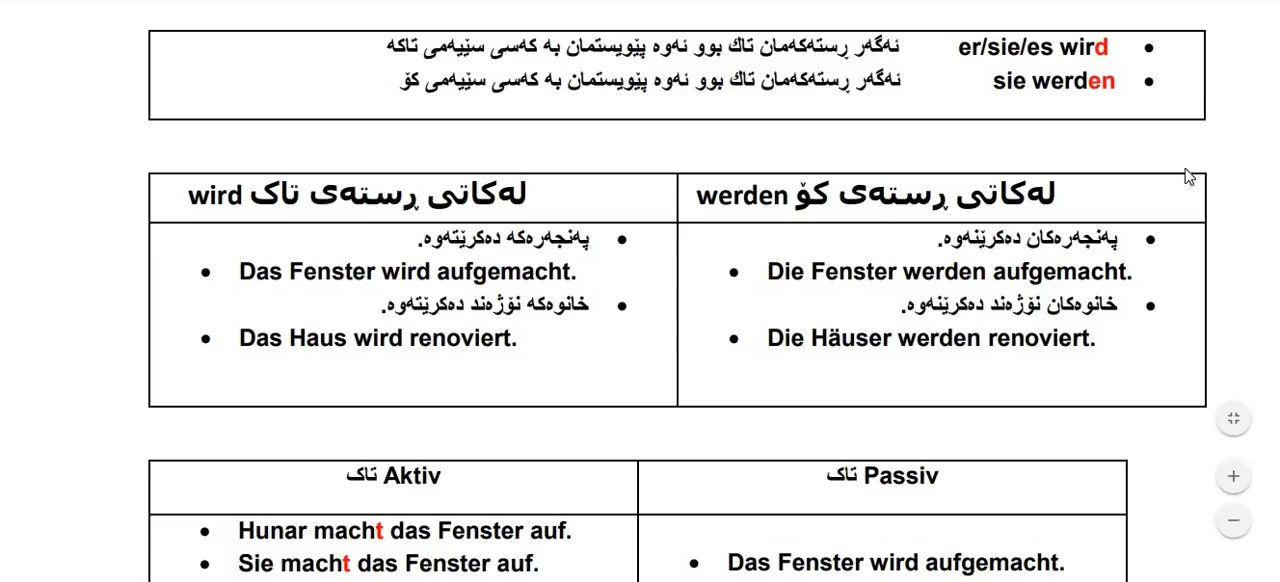 er/sie/es wird ئەگەر ڕستەکەمان تاك بوو ئەوە پێویستمان بە کەسی سێیەمی تاکە
sie werden ئەگەر ڕستەکەمان تاك بوو ئەوە پێویستمان بە کەسی سێیەمی کۆ
لەکاتی ڕستەی تاک wird
لەکاتی ڕستەی کۆ werden
پەنجەرەکە دەکرێتەوە.
Das Fenster wird aufgemacht.
خانوەکە نۆژەند دەکرێتەوە.
Das Haus wird renoviert.
پەنجەرەکان دەکرێنەوە.
Die Fenster werden aufgemacht.
خانوەکان نۆژەند دەکرێنەوە.
Die Häuser werden renoviert.
تاک Aktiv
تاک Passiv
Hunar macht das Fenster auf.
Sie macht das Fenster auf.
Das Fenster wird aufgemacht.